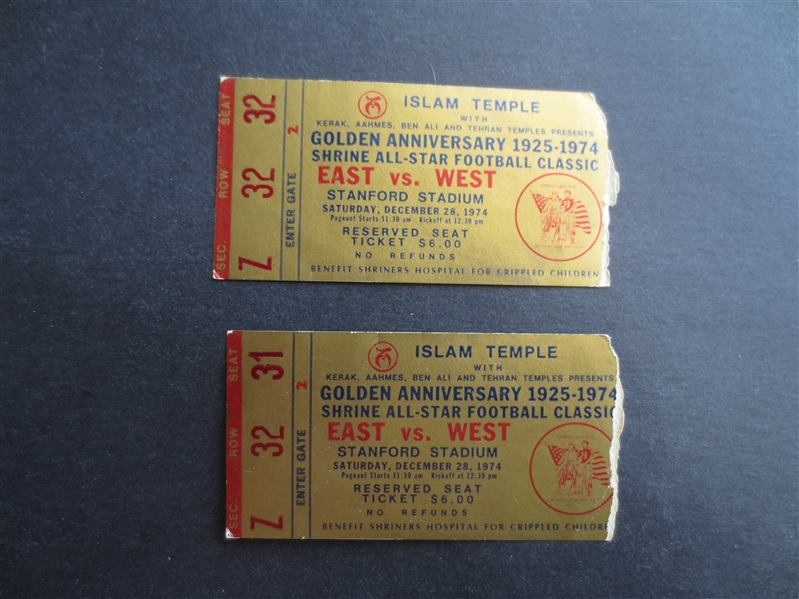 SEC. ROW SEAT
Z 32 32
ENTER GATE 2
ISLAM TEMPLE
WITH
KERAK, AAHMES, BEN ALI AND TEHRAN TEMPLES PRESENTS
GOLDEN ANNIVERSARY 1925-1974
SHRINE ALL-STAR FOOTBALL CLASSIC
EAST vs. WEST
STANFORD STADIUM
SATURDAY, DECEMBER 28, 1974
Pageant Starts 11:30 am Kickoff at 12:30 pm
RESERVED SEAT
TICKET $6.00
NO REFUNDS
BENEFIT SHRINERS HOSPITAL FOR CRIPPLED CHILDREN
SEC. ROW SEAT
Z 32 31
ENTER GATE 2
ISLAM TEMPLE
WITH
KERAK, AAHMES, BEN ALI AND TEHRAN TEMPLES PRESENTS
GOLDEN ANNIVERSARY 1925-1974
SHRINE ALL-STAR FOOTBALL CLASSIC
EAST vs. WEST
STANFORD STADIUM
SATURDAY, DECEMBER 28, 1974
Pageant Starts 11:30 am Kickoff at 12:30 pm
RESERVED SEAT
TICKET $6.00
NO REFUNDS
BENEFIT SHRINERS HOSPITAL FOR CRIPPLED CHILDREN